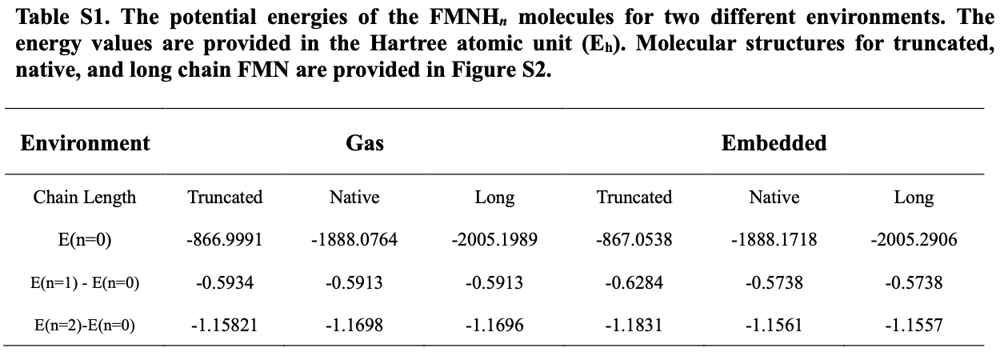 Table S1. The potential energies of the FMNHn molecules for two different environments. The
energy values are provided in the Hartree atomic unit (Eh). Molecular structures for truncated,
native, and long chain FMN are provided in Figure S2.
Environment Gas Embedded
Chain Length Truncated Native Long Truncated Native Long
E(n=0) -866.9991 -1888.0764 -2005.1989 -867.0538 -1888.1718 -2005.2906
E(n=1) - E(n=0) -0.5934 -0.5913 -0.5913 -0.6284 -0.5738 -0.5738
E(n=2)-E(n=0) -1.15821 -1.1698 -1.1696 -1.1831 -1.1561 -1.1557